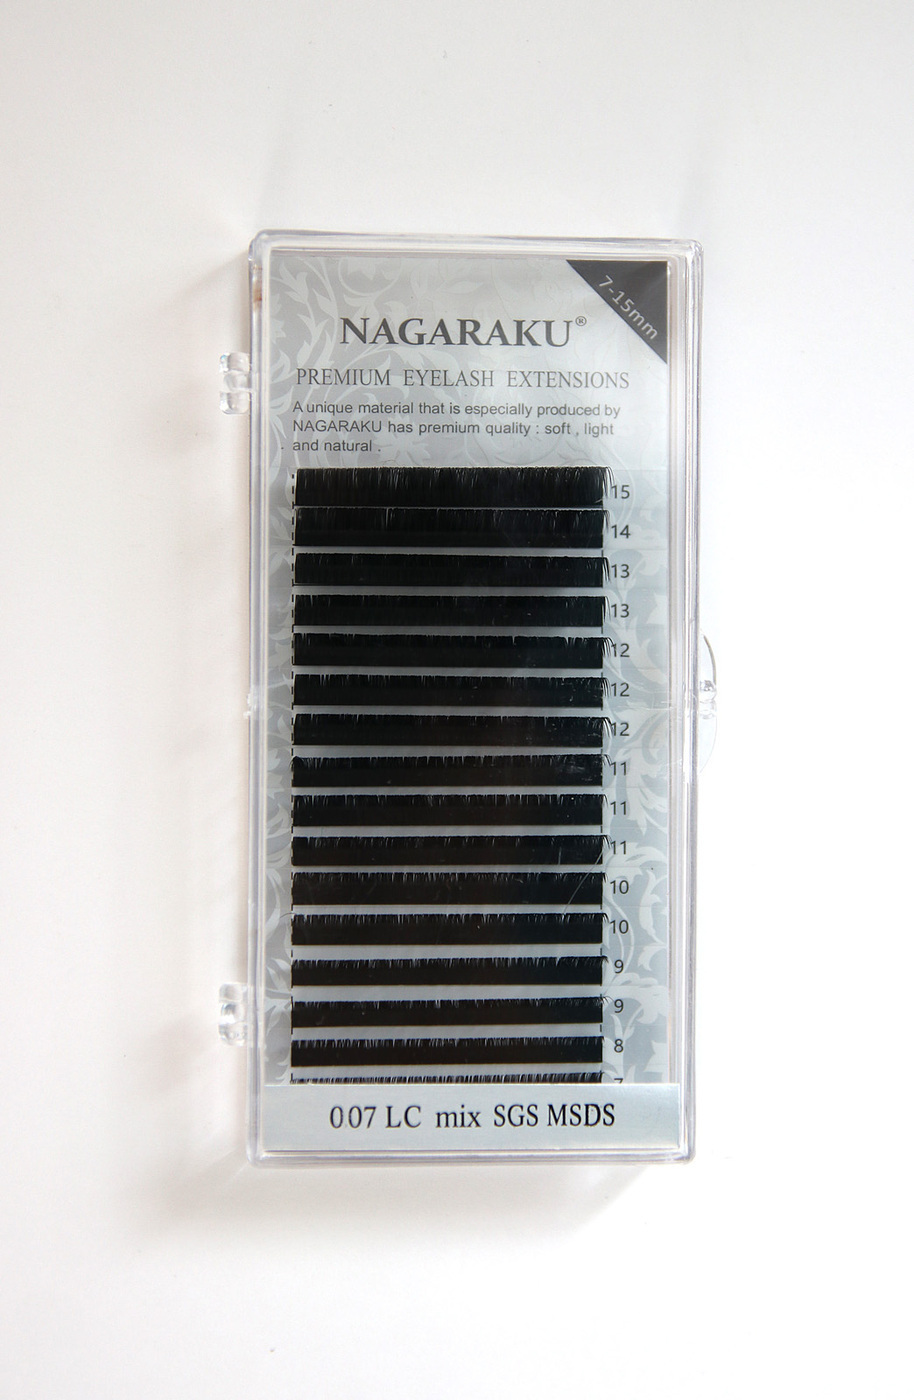 7-15mm
NAGARAKU®
PREMIUM EYELASH EXTENSIONS
A unique material that is especially produced by
NAGARAKU has premium quality : soft , light
and natural .
15
14
13
13
12
12
12
11
11
11
10
10
9
9
8
7
0.07 LC mix SGS MSDS